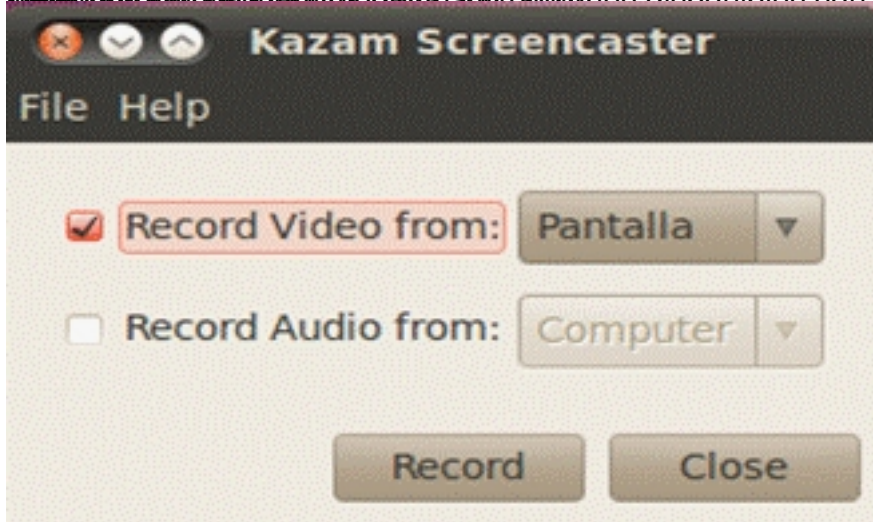 Kazam Screencaster
File Help
Record Video from: Pantalla
Record Audio from: Computer
Record Close